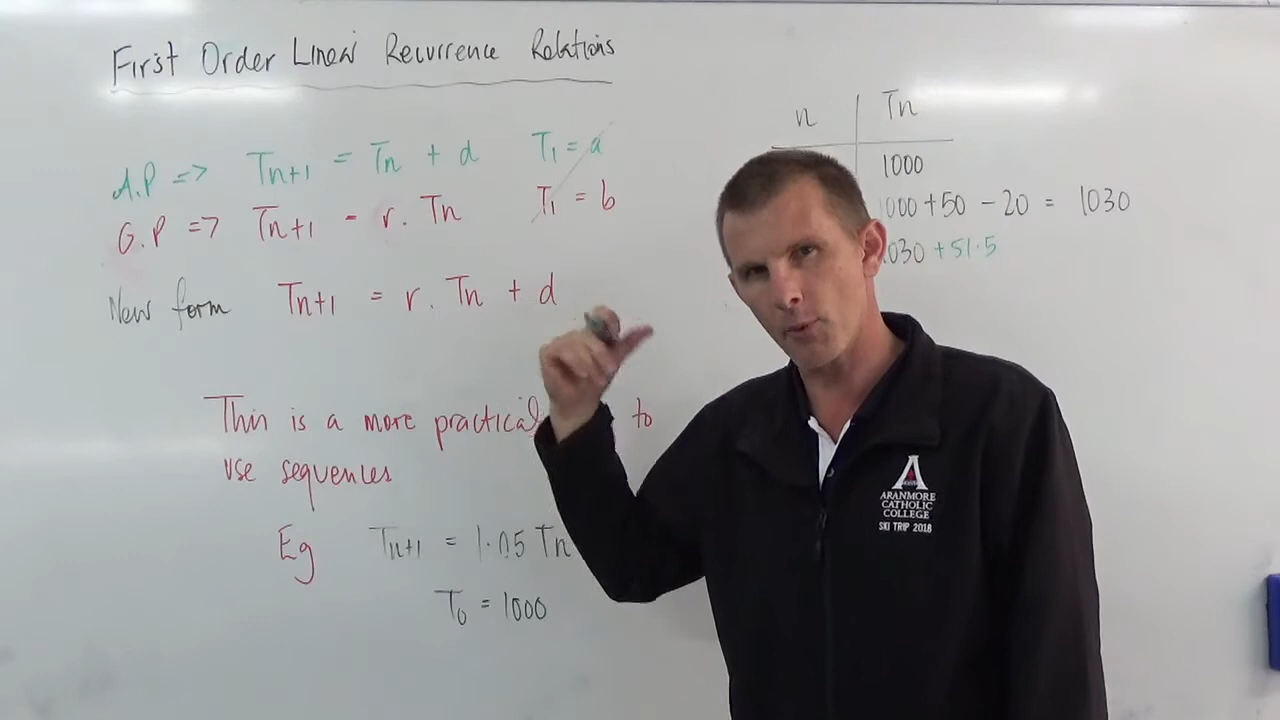 First Order Linear Recurrence Relations
A.P => Tn+1 = Tn + d T1 = a
G.P => Tn+1 = r. Tn T1 = b
New form Tn+1 = r. Tn + d
This is a more practical to
use sequences
Eg Tn+1 = 1.05 Tn
T0 = 1000
n Tn
1000
1000 +50 - 20 = 1030
1030 + 51.5
ARANMORE
CATHOLIC
COLLEGE
SKI TRIP 2018